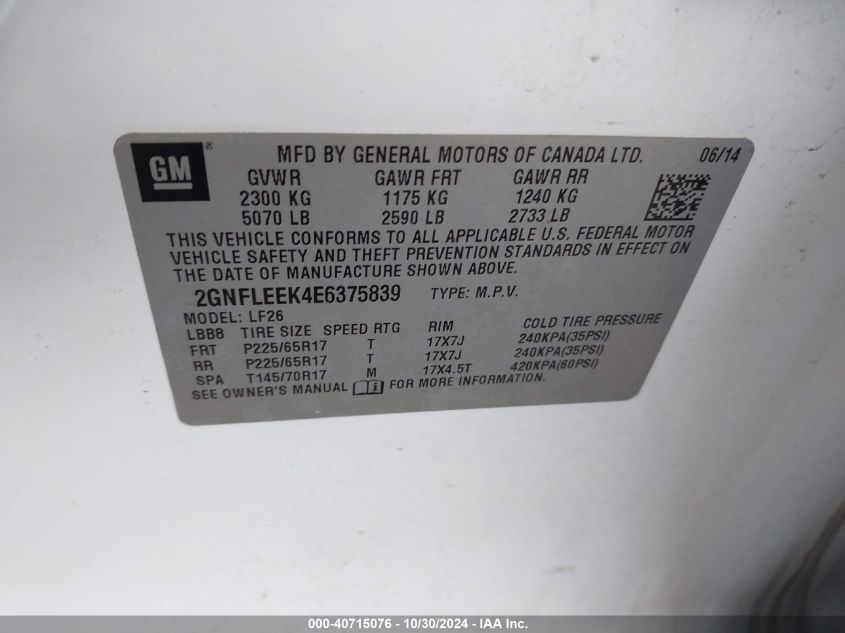 GM ® MFD BY GENERAL MOTORS OF CANADA LTD. 06/14
GVWR GAWR FRT GAWR RR
2300 KG 1175 KG 1240 KG
5070 LB 2590 LB 2733 LB
THIS VEHICLE CONFORMS TO ALL APPLICABLE U.S. FEDERAL MOTOR
VEHICLE SAFETY AND THEFT PREVENTION STANDARDS IN EFFECT ON
THE DATE OF MANUFACTURE SHOWN ABOVE.
2GNFLEEK4E6375839 TYPE: M.P.V.
MODEL: LF26
LBB8 TIRE SIZE SPEED RTG RIM COLD TIRE PRESSURE
FRT P225/65R17 T 17X7J 240KPA(35PSI)
RR P225/65R17 T 17X7J 240KPA(35PSI)
SPA T145/70R17 M 17X4.5T 420KPA(60PSI)
SEE OWNER'S MANUAL i FOR MORE INFORMATION.
000-40715076 - 10/30/2024 - IAA Inc.